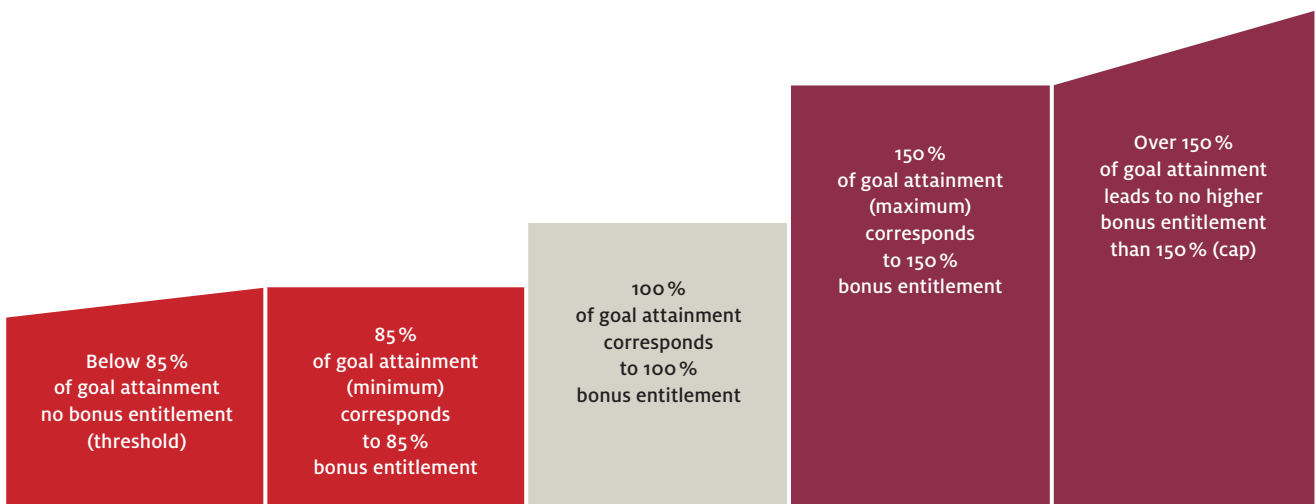 Below 85 %
of goal attainment
no bonus entitlement
(threshold)
85 %
of goal attainment
(minimum)
corresponds
to 85 %
bonus entitlement
100 %
of goal attainment
corresponds
to 100 %
bonus entitlement
150 %
of goal attainment
(maximum)
corresponds
to 150 %
bonus entitlement
Over 150 %
of goal attainment
leads to no higher
bonus entitlement
than 150 % (cap)